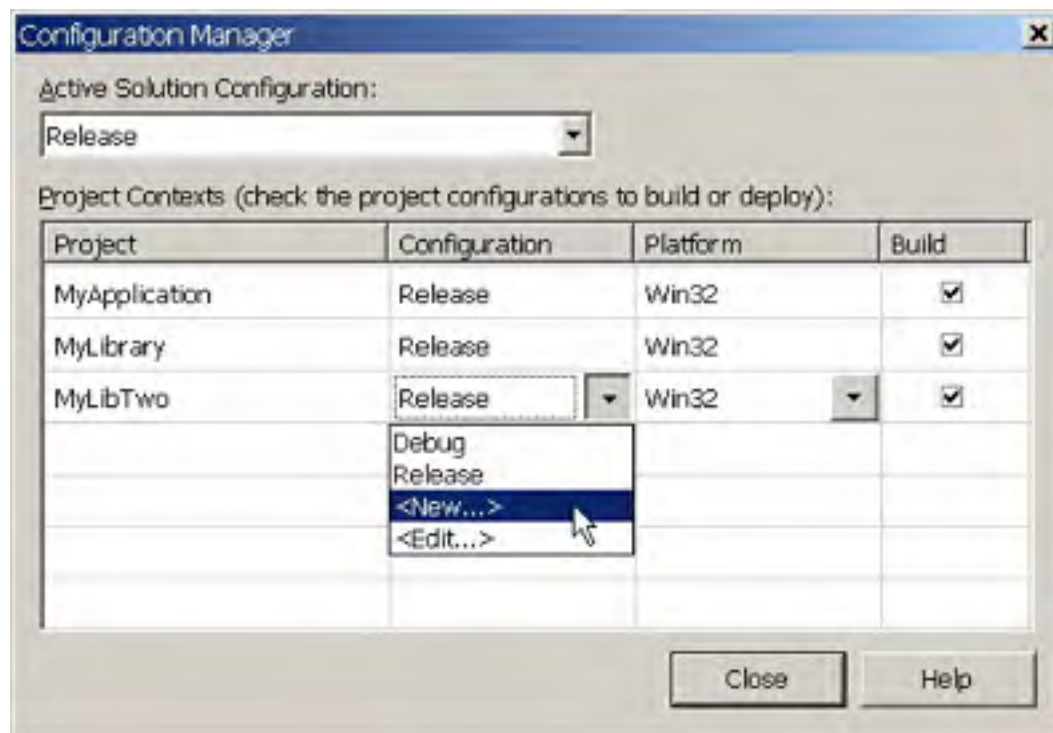 Configuration Manager
Active Solution Configuration:
Release
Project Contexts (check the project configurations to build or deploy):
Project Configuration Platform Build
MyApplication Release Win32
MyLibrary Release Win32
MyLibTwo Release Win32
Debug
Release
<New...>
<Edit...>
Close Help